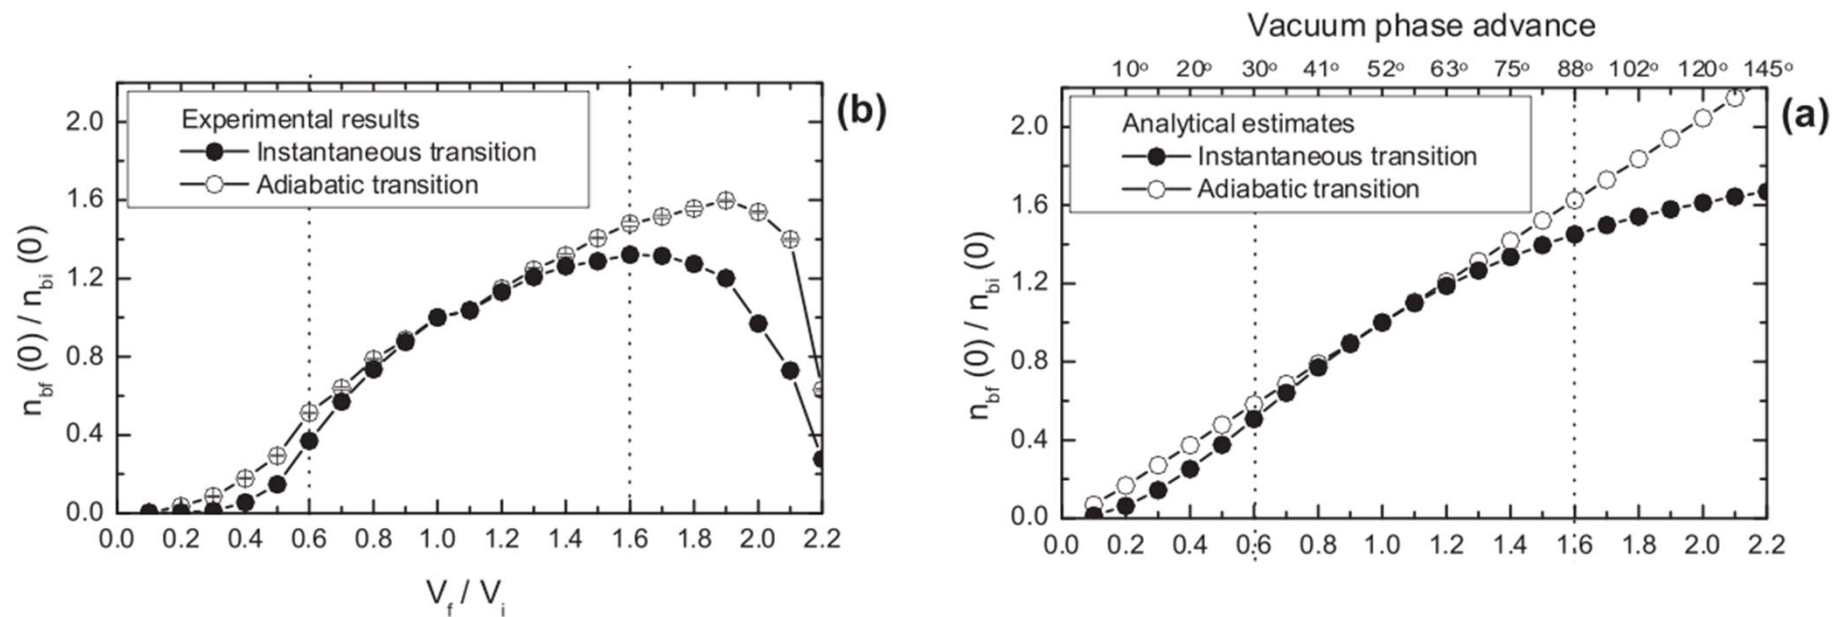 Experimental results
Instantaneous transition
Adiabatic transition
(b)
n_bf (0) / n_bi (0)
2.0
1.6
1.2
0.8
0.4
0.0
0.0 0.2 0.4 0.6 0.8 1.0 1.2 1.4 1.6 1.8 2.0 2.2
V_f / V_i
Vacuum phase advance
10° 20° 30° 41° 52° 63° 75° 88° 102° 120° 145°
Analytical estimates
Instantaneous transition
Adiabatic transition
(a)
n_bf (0) / n_bi (0)
2.0
1.6
1.2
0.8
0.4
0.0
0.0 0.2 0.4 0.6 0.8 1.0 1.2 1.4 1.6 1.8 2.0 2.2